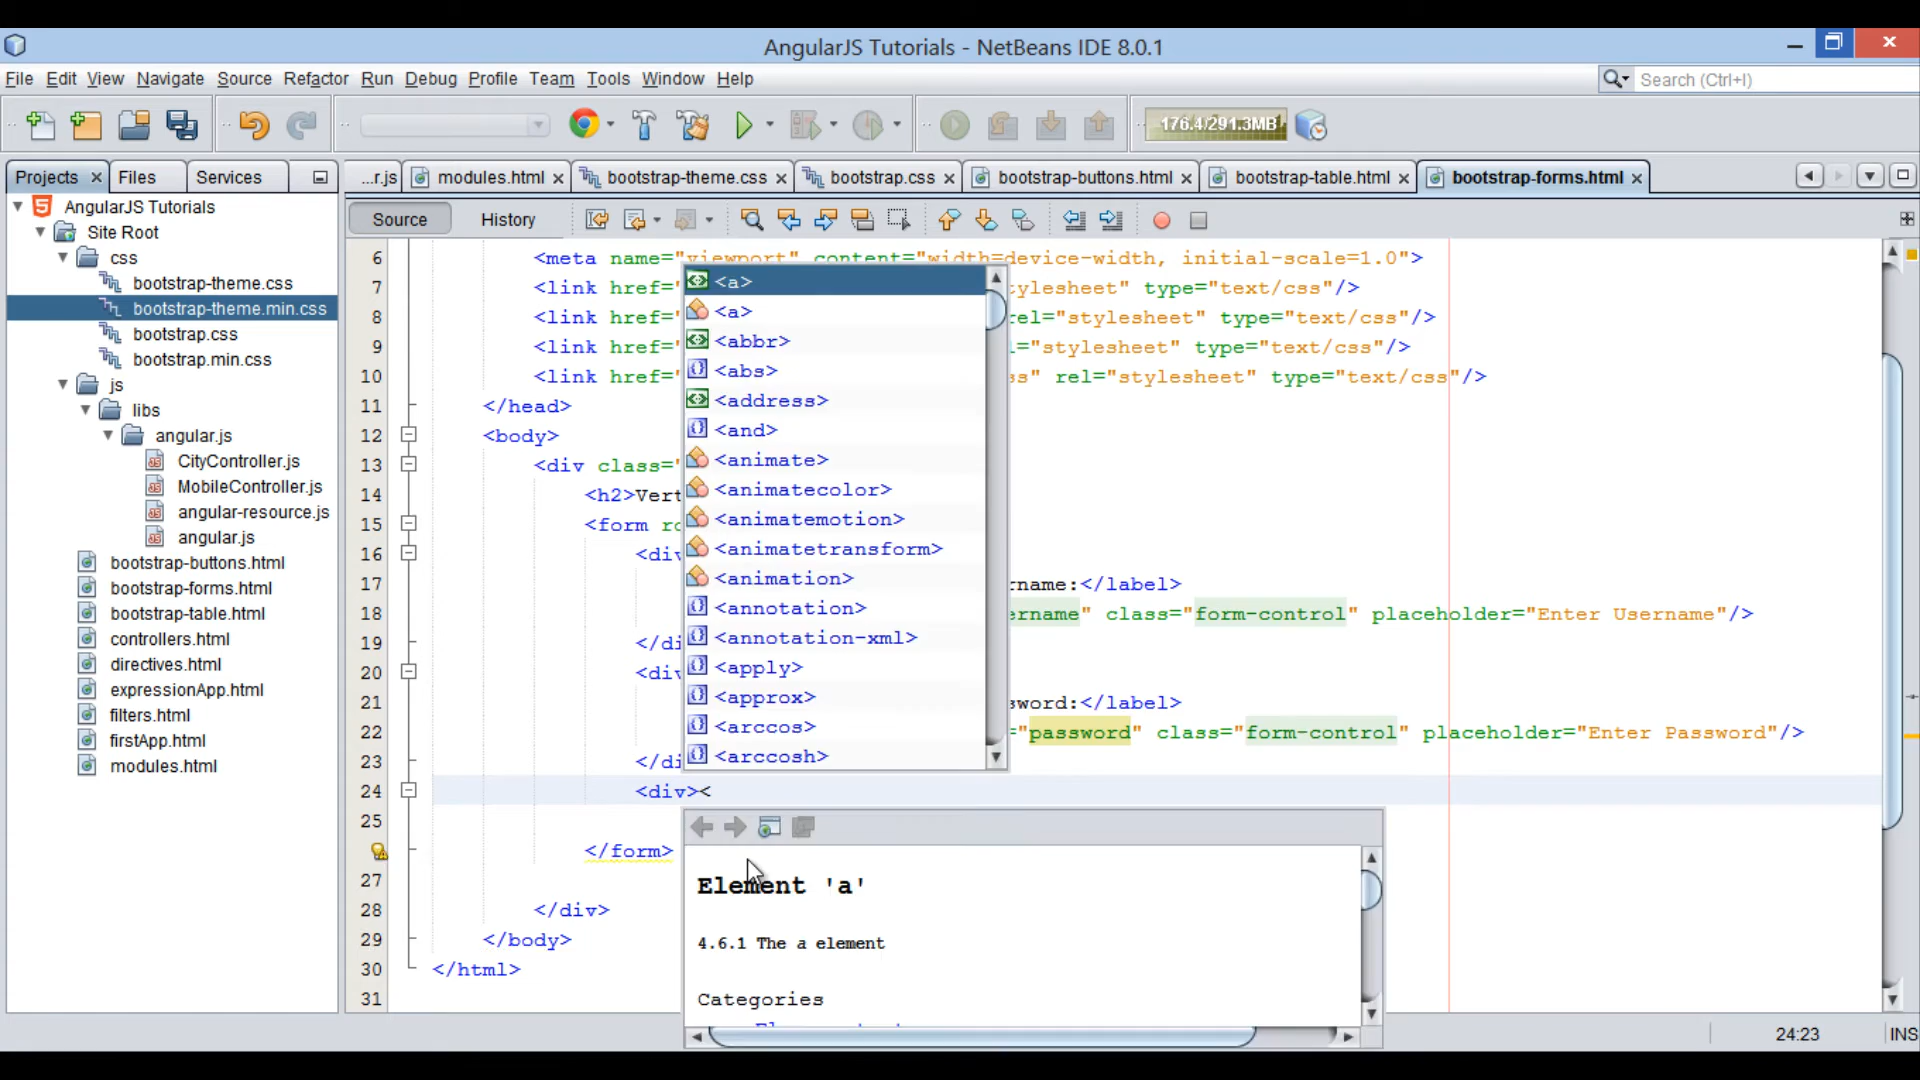 AngularJS Tutorials - NetBeans IDE 8.0.1
File Edit View Navigate Source Refactor Run Debug Profile Team Tools Window Help
Search (Ctrl+I)
176.4/291.3MB
Projects Files Services
...r.js modules.html bootstrap-theme.css bootstrap.css bootstrap-buttons.html bootstrap-table.html bootstrap-forms.html
Source History
AngularJS Tutorials
Site Root
css
bootstrap-theme.css
bootstrap-theme.min.css
bootstrap.css
bootstrap.min.css
js
libs
angular.js
CityController.js
MobileController.js
angular-resource.js
angular.js
bootstrap-buttons.html
bootstrap-forms.html
bootstrap-table.html
controllers.html
directives.html
expressionApp.html
filters.html
firstApp.html
modules.html
6 <meta name="viewport" content="width=device-width, initial-scale=1.0">
7 <link href=" tylesheet" type="text/css"/>
8 <link href=" rel="stylesheet" type="text/css"/>
9 <link href=" ="stylesheet" type="text/css"/>
10 <link href=" ss" rel="stylesheet" type="text/css"/>
11 </head>
12 <body>
13 <div class="
14 <h2>Vert
15 <form ro
16 <div
17 rname:</label>
18 ername" class="form-control" placeholder="Enter Username"/>
19 </di
20 <div
21 sword:</label>
22 ="password" class="form-control" placeholder="Enter Password"/>
23 </di
24 <div><
25
</form>
27
28 </div>
29 </body>
30 </html>
31
<a>
<a>
<abbr>
<abs>
<address>
<and>
<animate>
<animatecolor>
<animatemotion>
<animatetransform>
<animation>
<annotation>
<annotation-xml>
<apply>
<approx>
<arccos>
<arccosh>
Element 'a'
4.6.1 The a element
Categories
24:23 INS